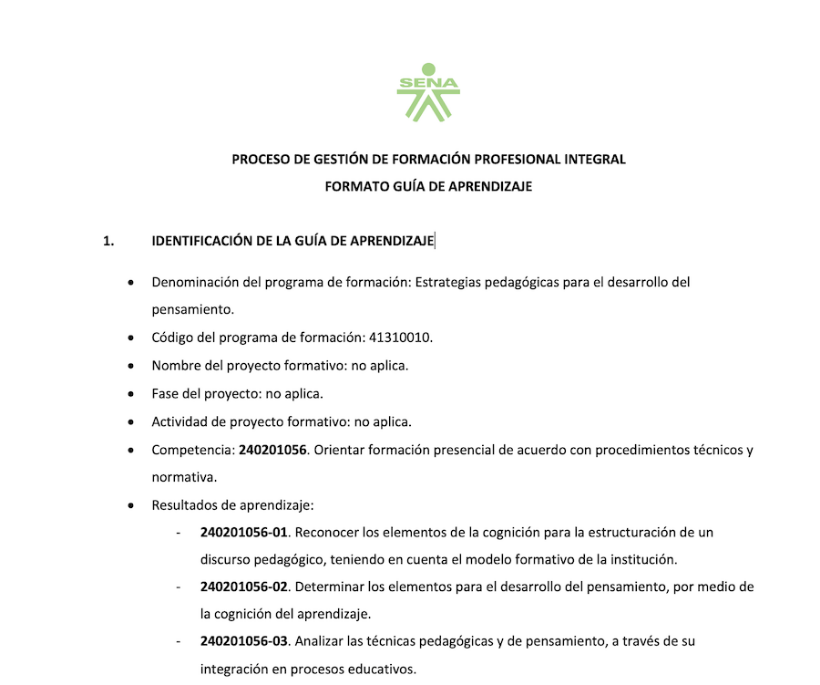 SENA
PROCESO DE GESTIÓN DE FORMACIÓN PROFESIONAL INTEGRAL
FORMATO GUÍA DE APRENDIZAJE
1. IDENTIFICACIÓN DE LA GUÍA DE APRENDIZAJE
• Denominación del programa de formación: Estrategias pedagógicas para el desarrollo del
pensamiento.
• Código del programa de formación: 41310010.
• Nombre del proyecto formativo: no aplica.
• Fase del proyecto: no aplica.
• Actividad de proyecto formativo: no aplica.
• Competencia: 240201056. Orientar formación presencial de acuerdo con procedimientos técnicos y
normativa.
• Resultados de aprendizaje:
- 240201056-01. Reconocer los elementos de la cognición para la estructuración de un
discurso pedagógico, teniendo en cuenta el modelo formativo de la institución.
- 240201056-02. Determinar los elementos para el desarrollo del pensamiento, por medio de
la cognición del aprendizaje.
- 240201056-03. Analizar las técnicas pedagógicas y de pensamiento, a través de su
integración en procesos educativos.